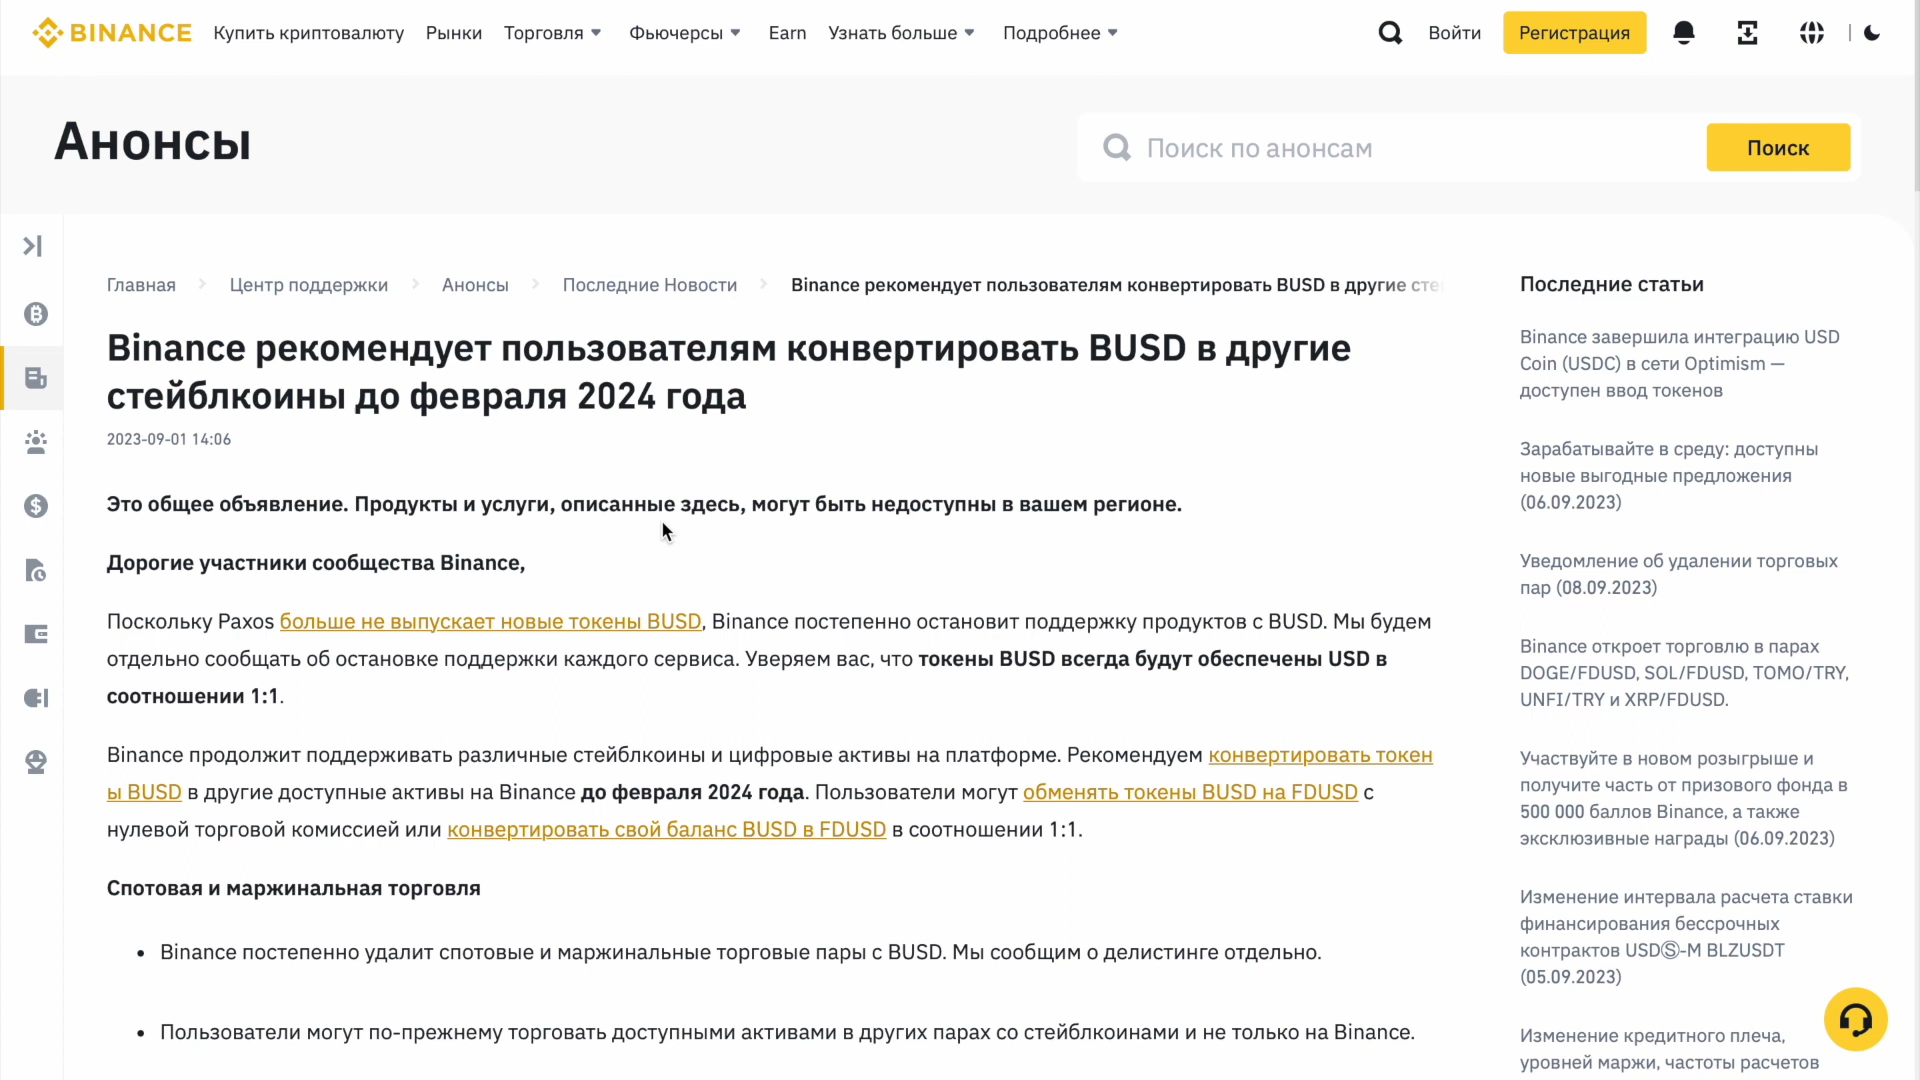 BINANCE Купить криптовалюту Рынки Торговля Фьючерсы Earn Узнать больше Подробнее Войти Регистрация
Анонсы
Поиск по анонсам Поиск
Главная Центр поддержки Анонсы Последние Новости Binance рекомендует пользователям конвертировать BUSD в другие сте
Binance рекомендует пользователям конвертировать BUSD в другие
стейблкоины до февраля 2024 года
2023-09-01 14:06
Это общее объявление. Продукты и услуги, описанные здесь, могут быть недоступны в вашем регионе.
Дорогие участники сообщества Binance,
Поскольку Paxos больше не выпускает новые токены BUSD, Binance постепенно остановит поддержку продуктов с BUSD. Мы будем
отдельно сообщать об остановке поддержки каждого сервиса. Уверяем вас, что токены BUSD всегда будут обеспечены USD в
соотношении 1:1.
Binance продолжит поддерживать различные стейблкоины и цифровые активы на платформе. Рекомендуем конвертировать токен
ы BUSD в другие доступные активы на Binance до февраля 2024 года. Пользователи могут обменять токены BUSD на FDUSD с
нулевой торговой комиссией или конвертировать свой баланс BUSD в FDUSD в соотношении 1:1.
Спотовая и маржинальная торговля
• Binance постепенно удалит спотовые и маржинальные торговые пары с BUSD. Мы сообщим о делистинге отдельно.
• Пользователи могут по-прежнему торговать доступными активами в других парах со стейблкоинами и не только на Binance.
Последние статьи
Binance завершила интеграцию USD
Coin (USDC) в сети Optimism —
доступен ввод токенов
Зарабатывайте в среду: доступны
новые выгодные предложения
(06.09.2023)
Уведомление об удалении торговых
пар (08.09.2023)
Binance откроет торговлю в парах
DOGE/FDUSD, SOL/FDUSD, TOMO/TRY,
UNFI/TRY и XRP/FDUSD.
Участвуйте в новом розыгрыше и
получите часть от призового фонда в
500 000 баллов Binance, а также
эксклюзивные награды (06.09.2023)
Изменение интервала расчета ставки
финансирования бессрочных
контрактов USDⓈ-M BLZUSDT
(05.09.2023)
Изменение кредитного плеча,
уровней маржи, частоты расчетов